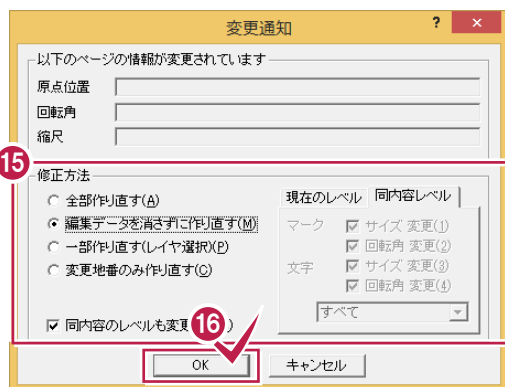 変更通知 ? ×
以下のページの情報が変更されています
原点位置
回転角
縮尺
15
修正方法
全部作り直す(A)
編集データを消さずに作り直す(M)
一部作り直す(レイヤ選択)(P)
変更地番のみ作り直す(C)
同内容のレベルも変更 )
現在のレベル 同内容レベル
マーク サイズ 変更(1)
回転角 変更(2)
文字 サイズ 変更(3)
回転角 変更(4)
すべて
16
OK キャンセル